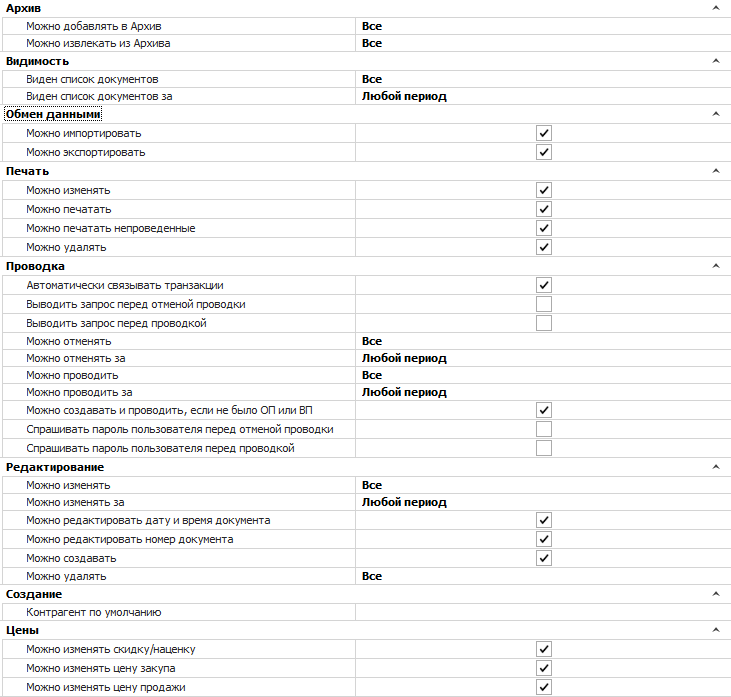 Архив
Можно добавлять в Архив Все
Можно извлекать из Архива Все
Видимость
Виден список документов Все
Виден список документов за Любой период
Обмен данными
Можно импортировать
Можно экспортировать
Печать
Можно изменять
Можно печатать
Можно печатать непроведенные
Можно удалять
Проводка
Автоматически связывать транзакции
Выводить запрос перед отменой проводки
Выводить запрос перед проводкой
Можно отменять Все
Можно отменять за Любой период
Можно проводить Все
Можно проводить за Любой период
Можно создавать и проводить, если не было ОП или ВП
Спрашивать пароль пользователя перед отменой проводки
Спрашивать пароль пользователя перед проводкой
Редактирование
Можно изменять Все
Можно изменять за Любой период
Можно редактировать дату и время документа
Можно редактировать номер документа
Можно создавать
Можно удалять Все
Создание
Контрагент по умолчанию
Цены
Можно изменять скидку/наценку
Можно изменять цену закупа
Можно изменять цену продажи